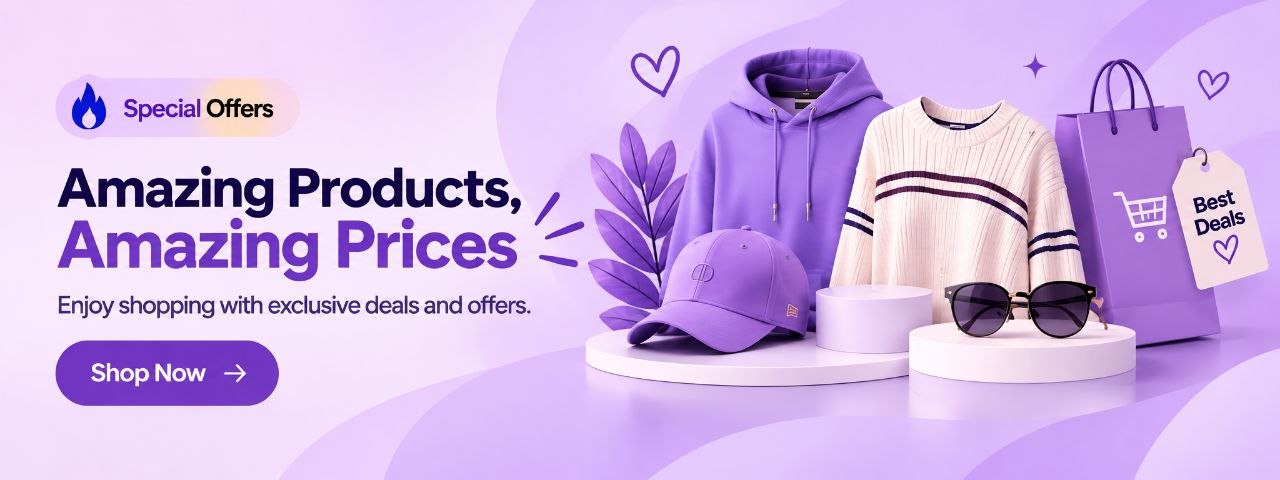 Special Offers
Amazing Products,
Amazing Prices
Enjoy shopping with exclusive deals and offers.
Shop Now →
Best
Deals